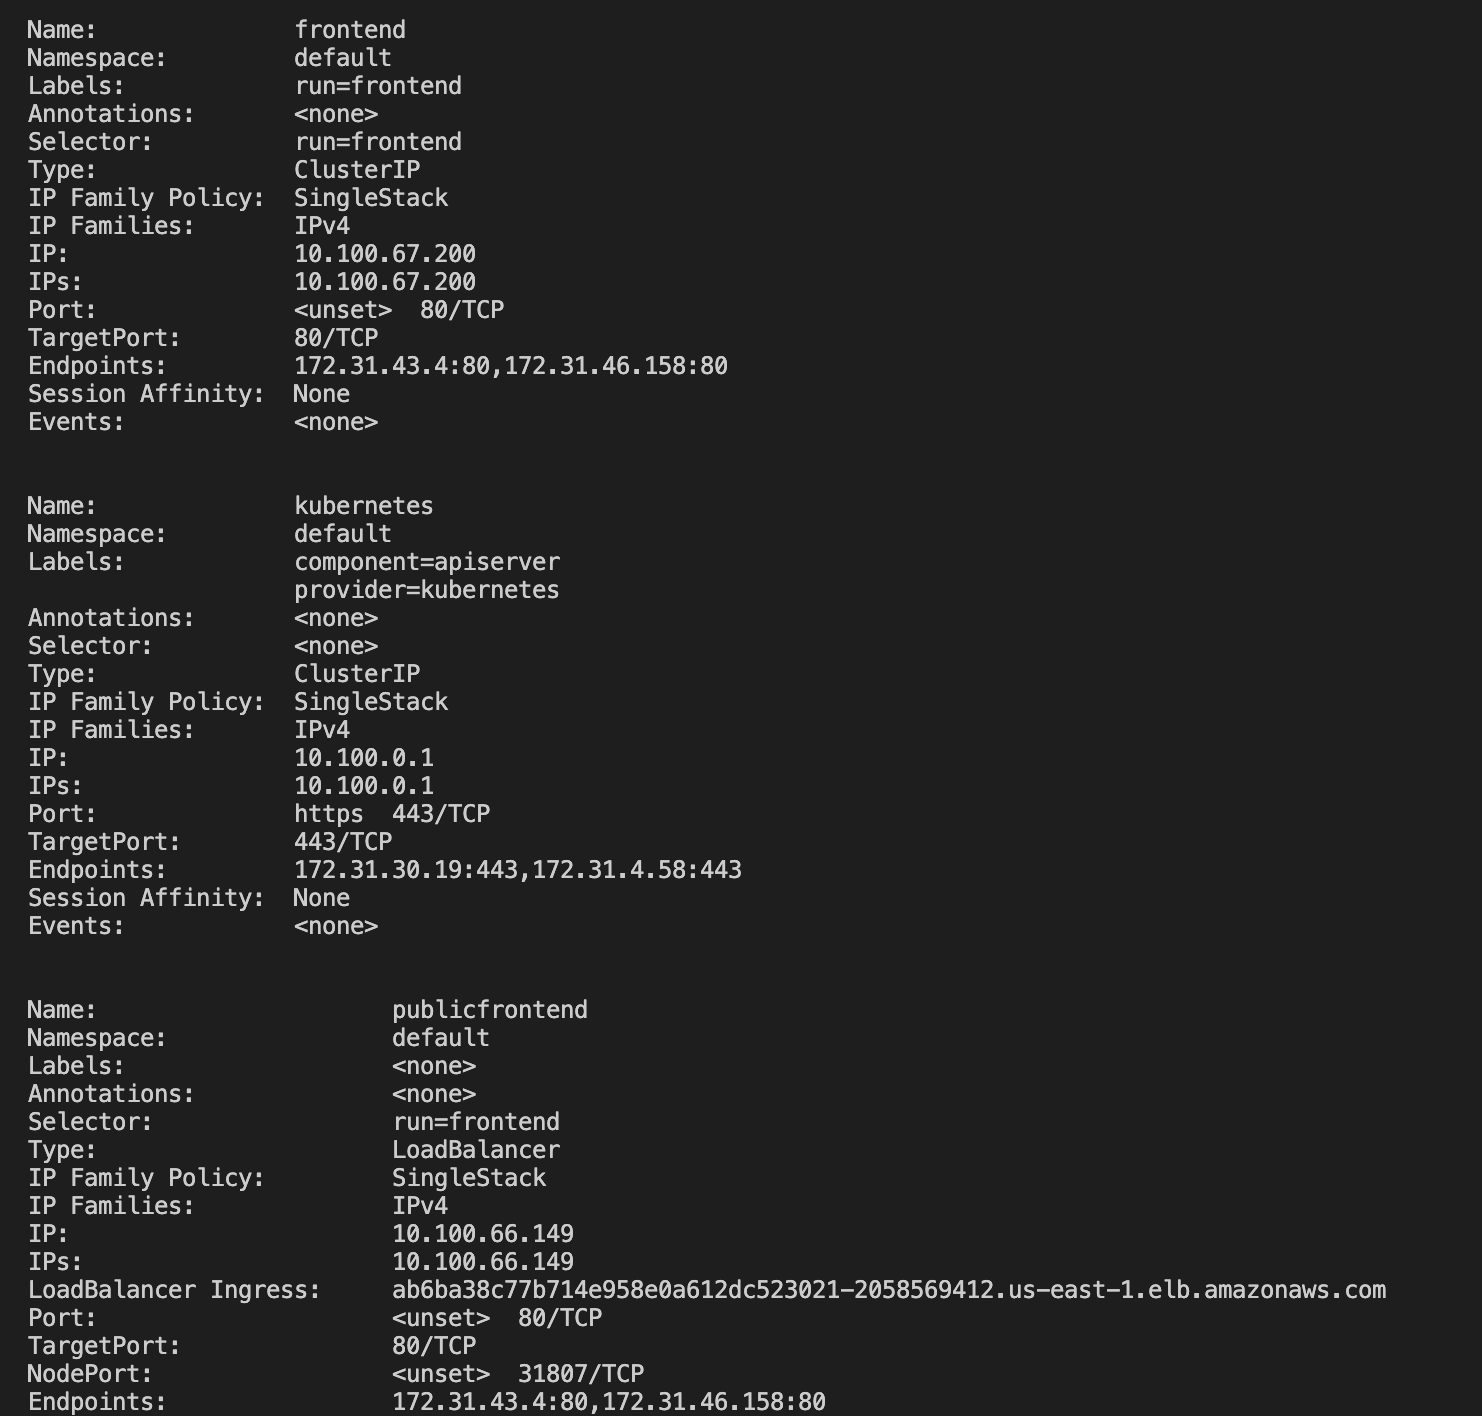 Name:              frontend
Namespace:         default
Labels:            run=frontend
Annotations:       <none>
Selector:          run=frontend
Type:              ClusterIP
IP Family Policy:  SingleStack
IP Families:       IPv4
IP:                10.100.67.200
IPs:               10.100.67.200
Port:              <unset>  80/TCP
TargetPort:        80/TCP
Endpoints:         172.31.43.4:80,172.31.46.158:80
Session Affinity:  None
Events:            <none>

Name:              kubernetes
Namespace:         default
Labels:            component=apiserver
                   provider=kubernetes
Annotations:       <none>
Selector:          <none>
Type:              ClusterIP
IP Family Policy:  SingleStack
IP Families:       IPv4
IP:                10.100.0.1
IPs:               10.100.0.1
Port:              https  443/TCP
TargetPort:        443/TCP
Endpoints:         172.31.30.19:443,172.31.4.58:443
Session Affinity:  None
Events:            <none>

Name:                     publicfrontend
Namespace:                default
Labels:                   <none>
Annotations:              <none>
Selector:                 run=frontend
Type:                     LoadBalancer
IP Family Policy:         SingleStack
IP Families:              IPv4
IP:                       10.100.66.149
IPs:                      10.100.66.149
LoadBalancer Ingress:     ab6ba38c77b714e958e0a612dc523021-2058569412.us-east-1.elb.amazonaws.com
Port:                     <unset>  80/TCP
TargetPort:               80/TCP
NodePort:                 <unset>  31807/TCP
Endpoints:                172.31.43.4:80,172.31.46.158:80